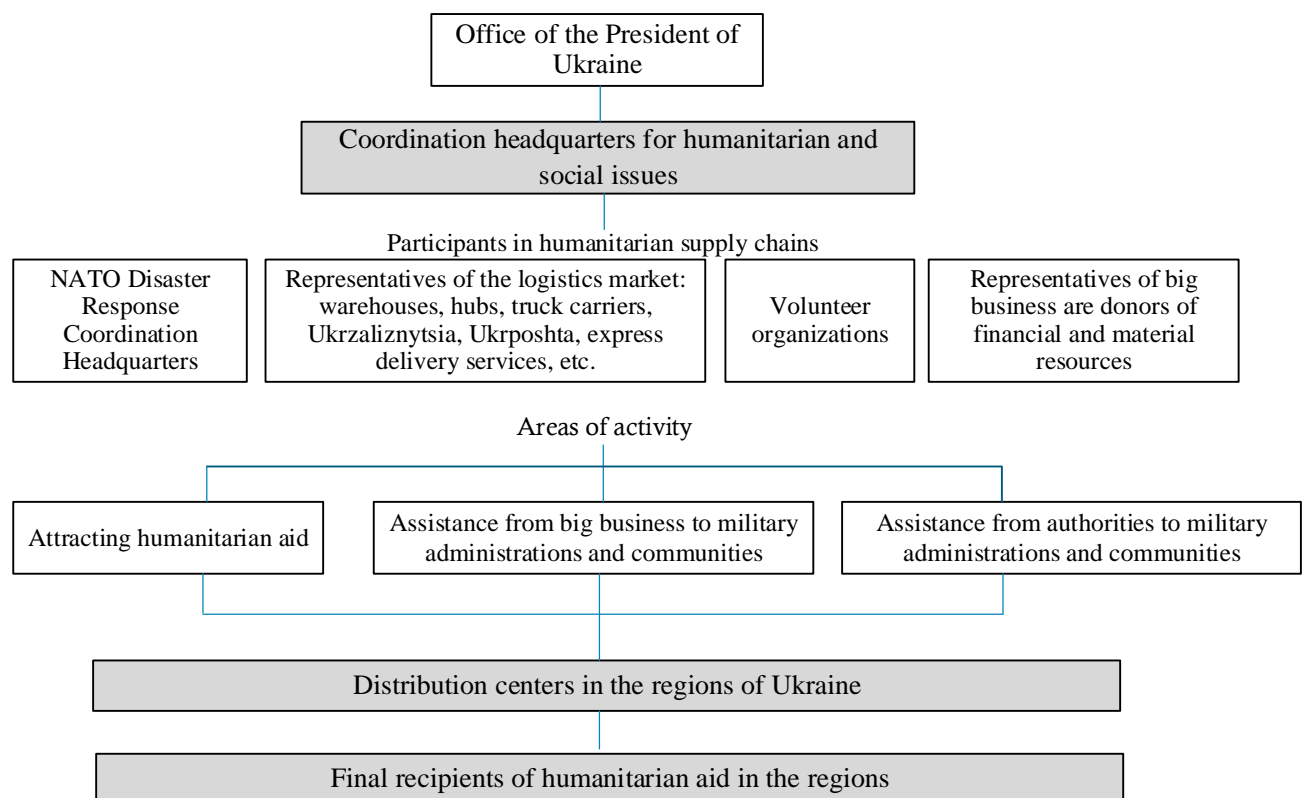 Office of the President of
Ukraine
Coordination headquarters for humanitarian and
social issues
Participants in humanitarian supply chains
NATO Disaster
Response
Coordination
Headquarters
Representatives of the logistics market:
warehouses, hubs, truck carriers,
Ukrzaliznytsia, Ukrposhta, express
delivery services, etc.
Volunteer
organizations
Representatives of big
business are donors of
financial and material
resources
Areas of activity
Attracting humanitarian aid
Assistance from big business to military
administrations and communities
Assistance from authorities to military
administrations and communities
Distribution centers in the regions of Ukraine
Final recipients of humanitarian aid in the regions